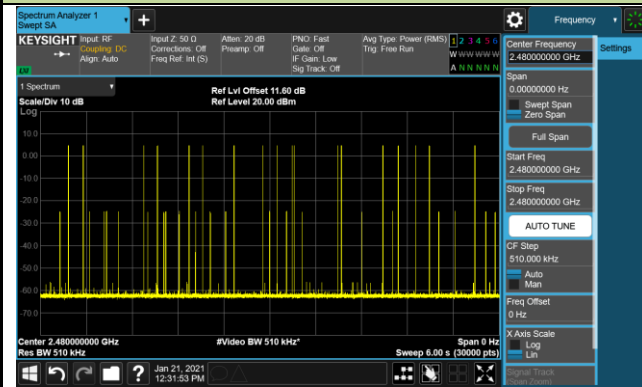 Spectrum Analyzer 1
Swept SA
+
Frequency
KEYSIGHT
Input: RF
Coupling: DC
Align: Auto
Input Z: 50 Ω
Corrections: Off
Freq Ref: Int (S)
Atten: 20 dB
Preamp: Off
PNO: Fast
Gate: Off
IF Gain: Low
Sig Track: Off
Avg Type: Power (RMS)
Trig: Free Run
1 2 3 4 5 6
W W W W W W
A N N N N N
Center Frequency
2.480000000 GHz
Settings
Span
0.00000000 Hz
Swept Span
Zero Span
Full Span
Start Freq
2.480000000 GHz
Stop Freq
2.480000000 GHz
AUTO TUNE
CF Step
510.000 kHz
Auto
Man
Freq Offset
0 Hz
X Axis Scale
Log
Lin
Signal Track
(Span Zoom)
1 Spectrum
Scale/Div 10 dB
Log
Ref Lvl Offset 11.60 dB
Ref Level 20.00 dBm
10.0
0.00
-10.0
-20.0
-30.0
-40.0
-50.0
-60.0
-70.0
Center 2.480000000 GHz
Res BW 510 kHz
#Video BW 510 kHz*
Span 0 Hz
Sweep 6.00 s (30000 pts)
?
Jan 21, 2021
12:31:53 PM